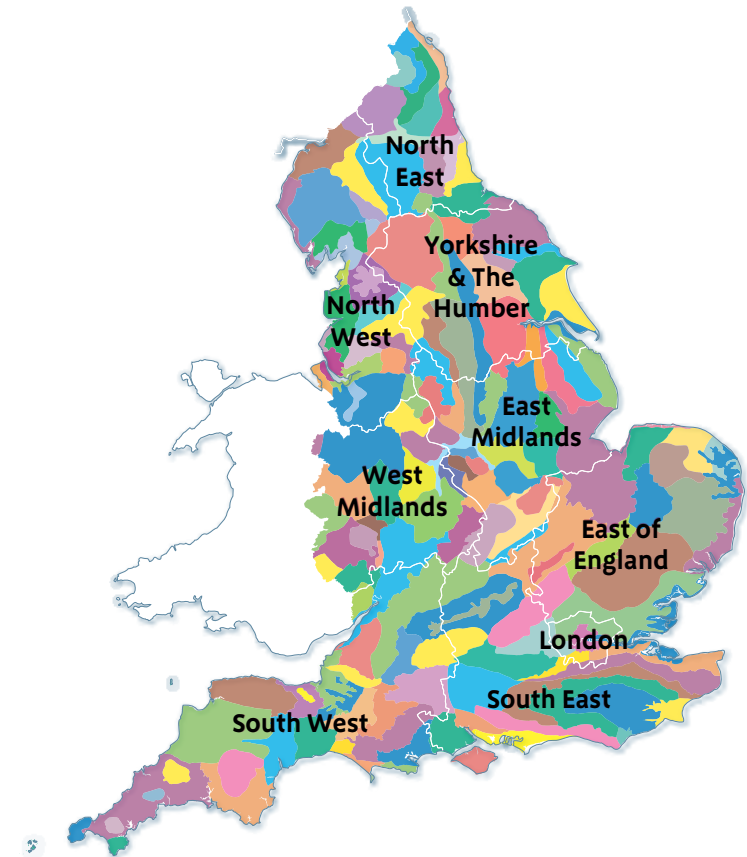 North
East
Yorkshire
& The
Humber
North
West
East
Midlands
West
Midlands
East of
England
London
South East
South West